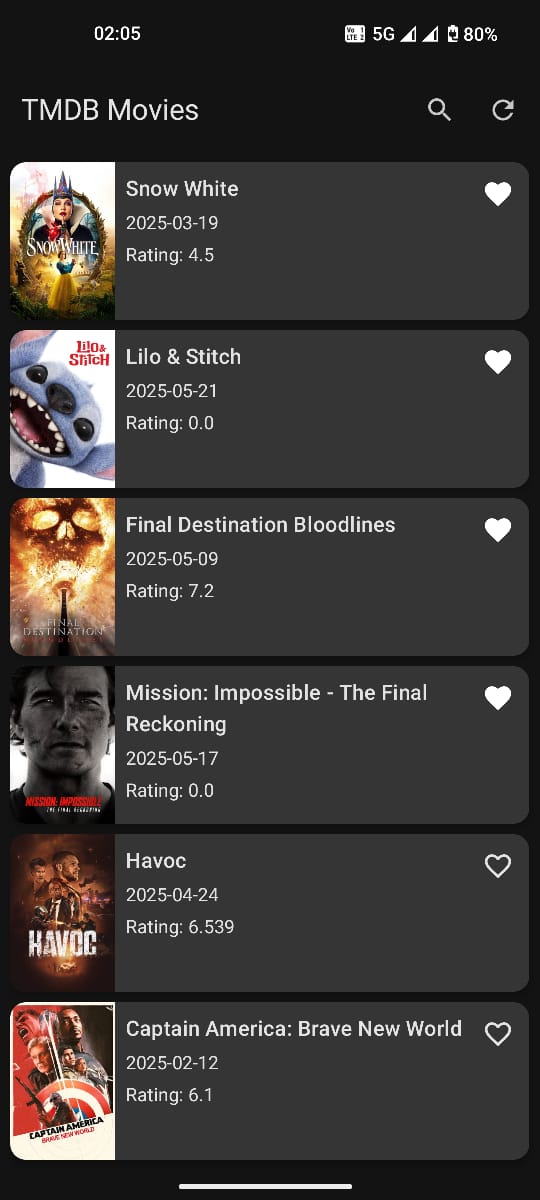 02:05
Vo 1
LTE 2
5G
80%
TMDB Movies
SNOW WHITE
Snow White
2025-03-19
Rating: 4.5
Lilo &
Stitch
Lilo & Stitch
2025-05-21
Rating: 0.0
FINAL
DESTINATION
Final Destination Bloodlines
2025-05-09
Rating: 7.2
MISSION: IMPOSSIBLE
THE FINAL RECKONING
Mission: Impossible - The Final
Reckoning
2025-05-17
Rating: 0.0
HAVOC
Havoc
2025-04-24
Rating: 6.539
CAPTAIN AMERICA
BRAVE NEW WORLD
Captain America: Brave New World
2025-02-12
Rating: 6.1